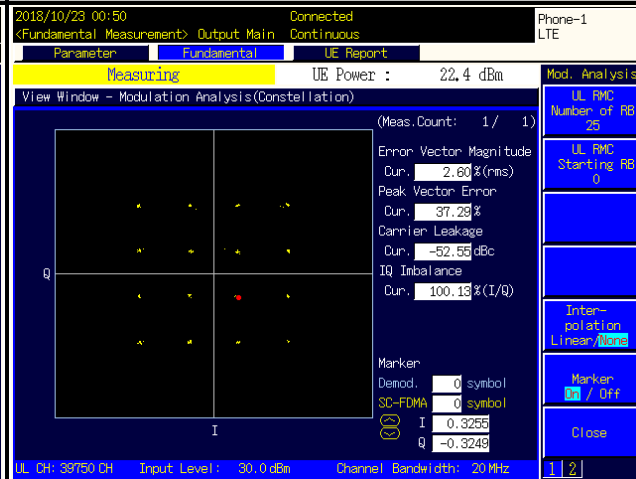 2018/10/23 00:50 Connected Phone-1
<Fundamental Measurement> Output Main Continuous LTE
Parameter Fundamental UE Report
Measuring UE Power : 22.4 dBm Mod. Analysis
View Window - Modulation Analysis(Constellation)
UL RMC
Number of RB
25
(Meas.Count: 1/ 1)
Error Vector Magnitude
Cur. 2.60 %(rms)
Peak Vector Error
Cur. 37.29 %
Carrier Leakage
Cur. -52.55 dBc
IQ Imbalance
Cur. 100.13 %(I/Q)
UL RMC
Starting RB
0
Q
I
Marker
Demod. 0 symbol
SC-FDMA 0 symbol
I 0.3255
Q -0.3249
Inter-
polation
Linear/None
Marker
On / Off
Close
UL CH: 39750 CH Input Level: 30.0 dBm Channel Bandwidth: 20 MHz 1 2